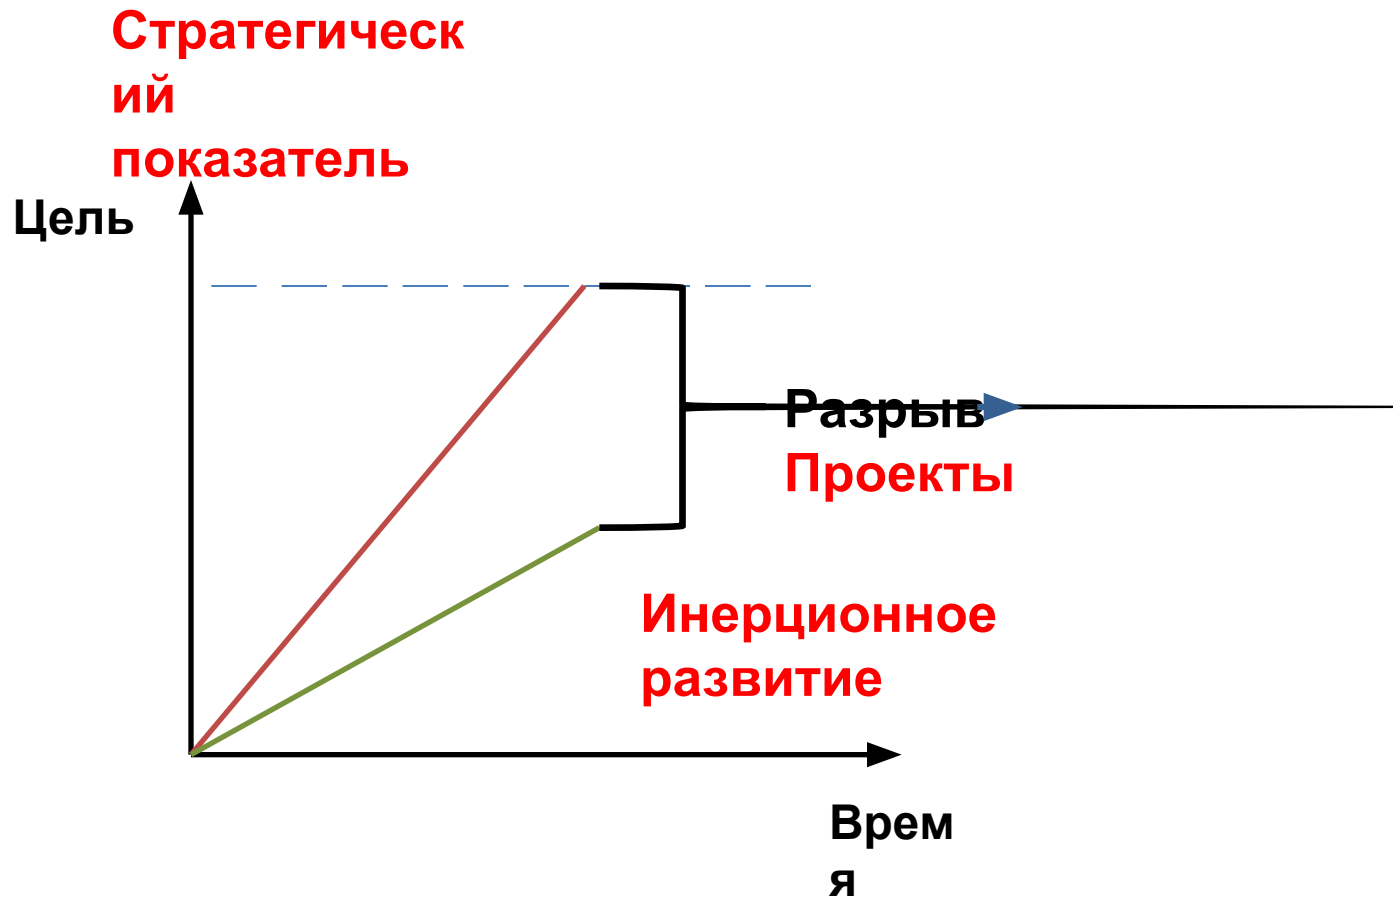 Стратегическ
ий
показатель
Цель
Разрыв
Проекты
Инерционное
развитие
Врем
я